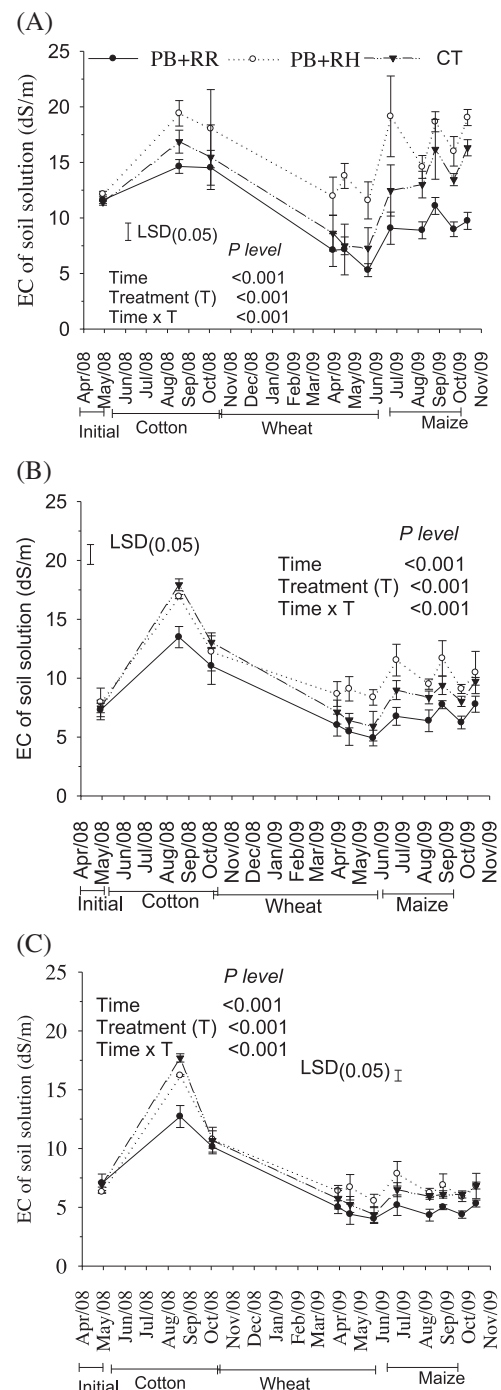 (A)
PB+RR PB+RH CT
EC of soil solution (dS/m)
25
20
15
10
5
0
LSD(0.05)
P level
Time <0.001
Treatment (T) <0.001
Time x T <0.001
Apr/08 May/08 Jun/08 Jul/08 Aug/08 Sep/08 Oct/08 Nov/08 Dec/08 Jan/09 Feb/09 Mar/09 Apr/09 May/09 Jun/09 Jul/09 Aug/09 Sep/09 Oct/09 Nov/09
Initial Cotton Wheat Maize
(B)
EC of soil solution (dS/m)
25
20
15
10
5
0
LSD(0.05)
P level
Time <0.001
Treatment (T) <0.001
Time x T <0.001
Apr/08 May/08 Jun/08 Jul/08 Aug/08 Sep/08 Oct/08 Nov/08 Dec/08 Jan/09 Feb/09 Mar/09 Apr/09 May/09 Jun/09 Jul/09 Aug/09 Sep/09 Oct/09 Nov/09
Initial Cotton Wheat Maize
(C)
EC of soil solution (dS/m)
25
20
15
10
5
0
P level
Time <0.001
Treatment (T) <0.001
Time x T <0.001
LSD(0.05)
Apr/08 May/08 Jun/08 Jul/08 Aug/08 Sep/08 Oct/08 Nov/08 Dec/08 Jan/09 Feb/09 Mar/09 Apr/09 May/09 Jun/09 Jul/09 Aug/09 Sep/09 Oct/09 Nov/09
Initial Cotton Wheat Maize